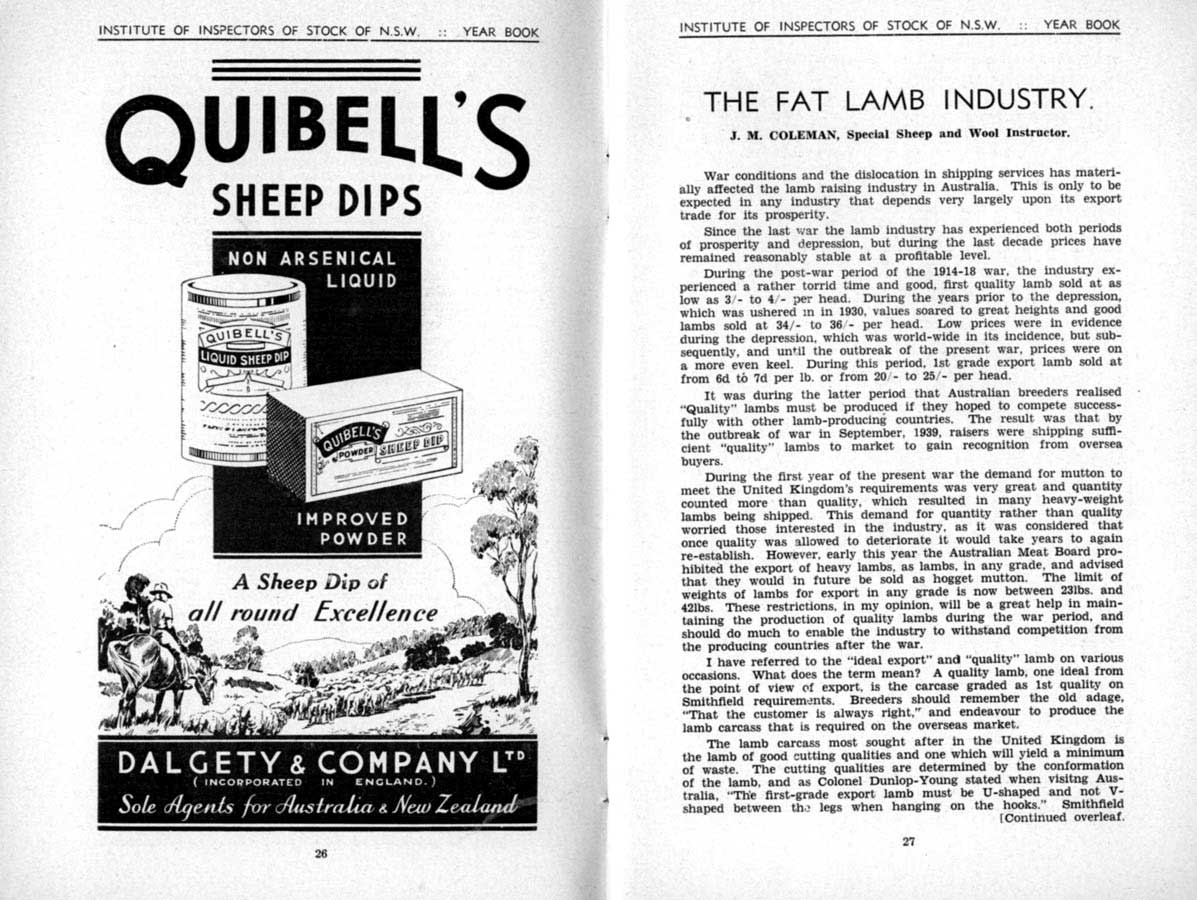 INSTITUTE OF INSPECTORS OF STOCK OF N.S.W. :: YEAR BOOK
QUIBELL'S
SHEEP DIPS
NON ARSENICAL
LIQUID
QUIBELL'S
LIQUID SHEEP DIP
QUIBELL'S
POWDER SHEEP DIP
IMPROVED
POWDER
A Sheep Dip of
all round Excellence
DALGETY & COMPANY LTD
(INCORPORATED IN ENGLAND.)
Sole Agents for Australia & New Zealand
26
INSTITUTE OF INSPECTORS OF STOCK OF N.S.W. :: YEAR BOOK
THE FAT LAMB INDUSTRY.
J. M. COLEMAN, Special Sheep and Wool Instructor.
War conditions and the dislocation in shipping services has materi-
ally affected the lamb raising industry in Australia. This is only to be
expected in any industry that depends very largely upon its export
trade for its prosperity.
Since the last war the lamb industry has experienced both periods
of prosperity and depression, but during the last decade prices have
remained reasonably stable at a profitable level.
During the post-war period of the 1914-18 war, the industry ex-
perienced a rather torrid time and good, first quality lamb sold at as
low as 3/- to 4/- per head. During the years prior to the depression,
which was ushered in in 1930, values soared to great heights and good
lambs sold at 34/- to 36/- per head. Low prices were in evidence
during the depression, which was world-wide in its incidence, but sub-
sequently, and until the outbreak of the present war, prices were on
a more even keel. During this period, 1st grade export lamb sold at
from 6d to 7d per lb. or from 20/- to 25/- per head.
It was during the latter period that Australian breeders realised
"Quality" lambs must be produced if they hoped to compete success-
fully with other lamb-producing countries. The result was that by
the outbreak of war in September, 1939, raisers were shipping suffi-
cient "quality" lambs to market to gain recognition from oversea
buyers.
During the first year of the present war the demand for mutton to
meet the United Kingdom's requirements was very great and quantity
counted more than quality, which resulted in many heavy-weight
lambs being shipped. This demand for quantity rather than quality
worried those interested in the industry, as it was considered that
once quality was allowed to deteriorate it would take years to again
re-establish. However, early this year the Australian Meat Board pro-
hibited the export of heavy lambs, as lambs, in any grade, and advised
that they would in future be sold as hogget mutton. The limit of
weights of lambs for export in any grade is now between 23lbs. and
42lbs. These restrictions, in my opinion, will be a great help in main-
taining the production of quality lambs during the war period, and
should do much to enable the industry to withstand competition from
the producing countries after the war.
I have referred to the "ideal export" and "quality" lamb on various
occasions. What does the term mean? A quality lamb, one ideal from
the point of view of export, is the carcase graded as 1st quality on
Smithfield requirements. Breeders should remember the old adage,
"That the customer is always right," and endeavour to produce the
lamb carcass that is required on the overseas market.
The lamb carcass most sought after in the United Kingdom is
the lamb of good cutting qualities and one which will yield a minimum
of waste. The cutting qualities are determined by the conformation
of the lamb, and as Colonel Dunlop-Young stated when visitng Aus-
tralia, "The first-grade export lamb must be U-shaped and not V-
shaped between the legs when hanging on the hooks." Smithfield
[Continued overleaf.
27